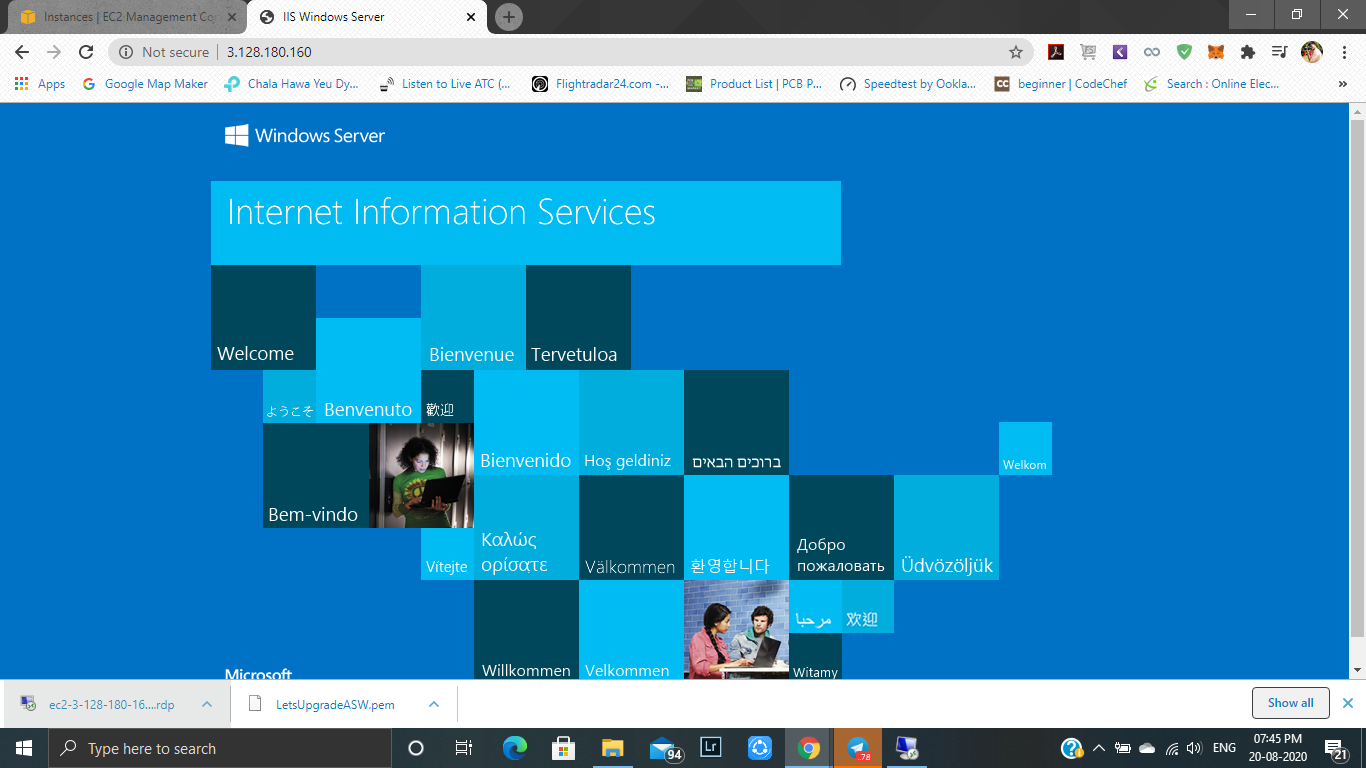 Instances | EC2 Management Con
IIS Windows Server
Not secure
3.128.180.160
Apps
Google Map Maker
Chala Hawa Yeu Dy...
Listen to Live ATC (...
Flightradar24.com -...
Product List | PCB P...
Speedtest by Ookla...
CC
beginner | CodeChef
Search : Online Elec...
»
Windows Server
Internet Information Services
Welcome
Bienvenue
Tervetuloa
ようこそ
Benvenuto
歡迎
Bienvenido
Hoş geldiniz
ברוכים הבאים
Welkom
Bem-vindo
Vítejte
Καλώς
ορίσατε
Välkommen
환영합니다
Добро
пожаловать
Üdvözöljük
مرحبا
欢迎
Willkommen
Velkommen
Witamy
Microsoft
ec2-3-128-180-16....rdp
LetsUpgradeASW.pem
Show all
Type here to search
94
Lr
..78
ENG
07:45 PM
20-08-2020
21